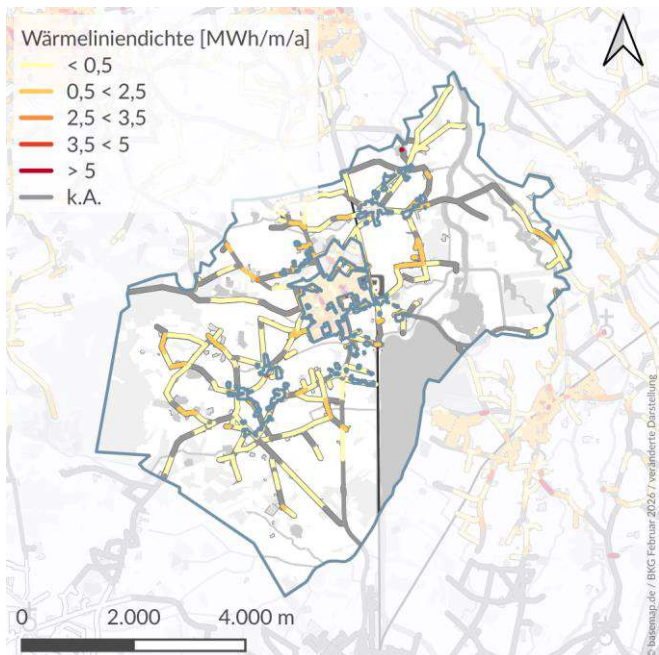 Wärmeliniendichte [MWh/m/a]
< 0,5
0,5 < 2,5
2,5 < 3,5
3,5 < 5
> 5
k.A.
0 2.000 4.000 m
© basemap.de / BKG Februar 2026 / veränderte Darstellung